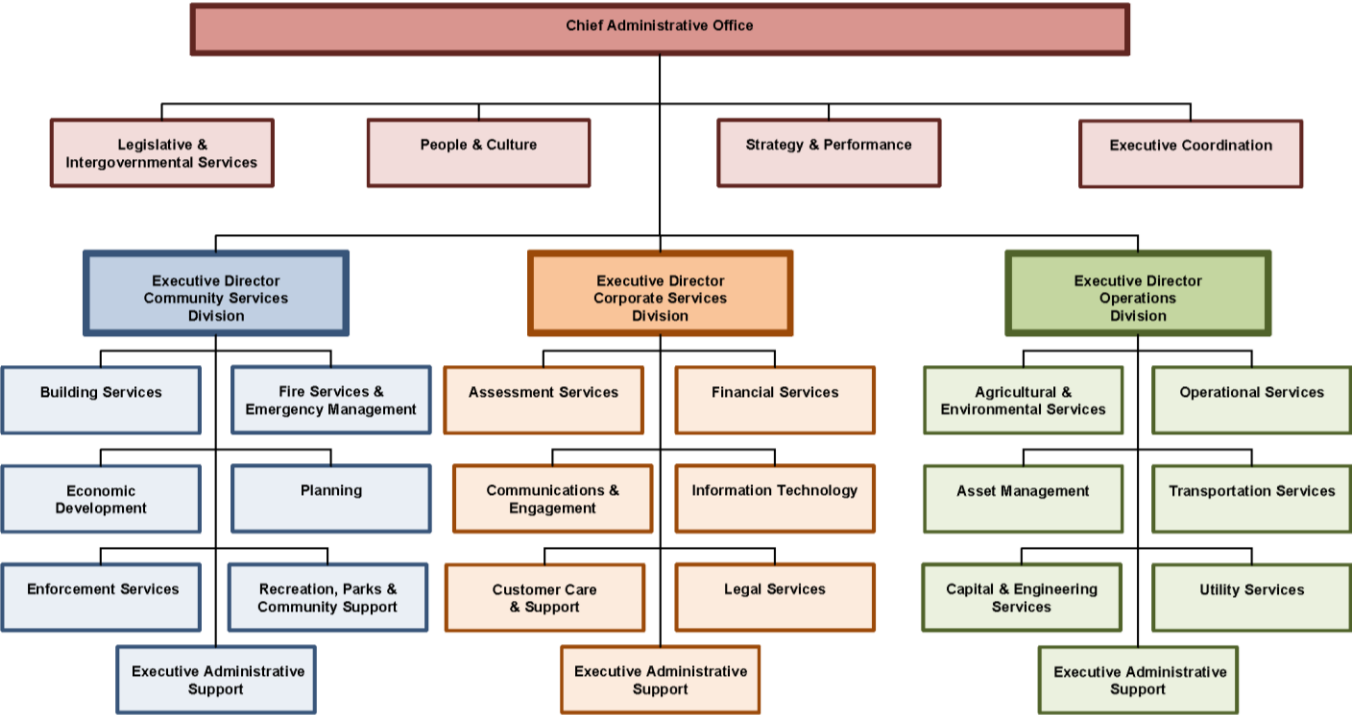 Chief Administrative Office
Legislative &
Intergovernmental Services
People & Culture
Strategy & Performance
Executive Coordination
Executive Director
Community Services
Division
Executive Director
Corporate Services
Division
Executive Director
Operations
Division
Building Services
Fire Services &
Emergency Management
Assessment Services
Financial Services
Agricultural &
Environmental Services
Operational Services
Economic
Development
Planning
Communications &
Engagement
Information Technology
Asset Management
Transportation Services
Enforcement Services
Recreation, Parks &
Community Support
Customer Care
& Support
Legal Services
Capital & Engineering
Services
Utility Services
Executive Administrative
Support
Executive Administrative
Support
Executive Administrative
Support